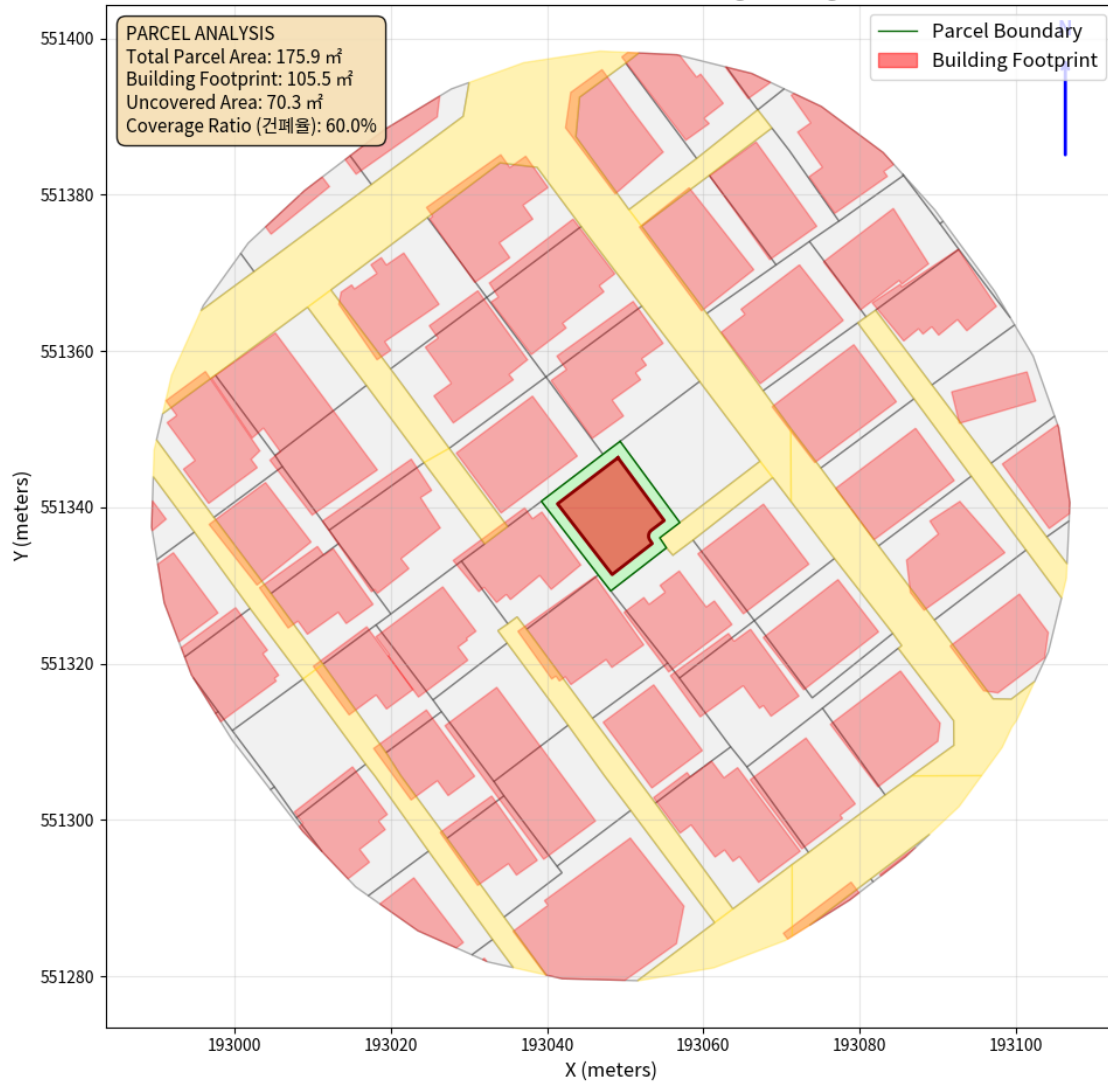 PARCEL ANALYSIS
Total Parcel Area: 175.9 ㎡
Building Footprint: 105.5 ㎡
Uncovered Area: 70.3 ㎡
Coverage Ratio (건폐율): 60.0%
Parcel Boundary
Building Footprint
N
551400
551380
551360
551340
551320
551300
551280
Y (meters)
193000
193020
193040
193060
193080
193100
X (meters)